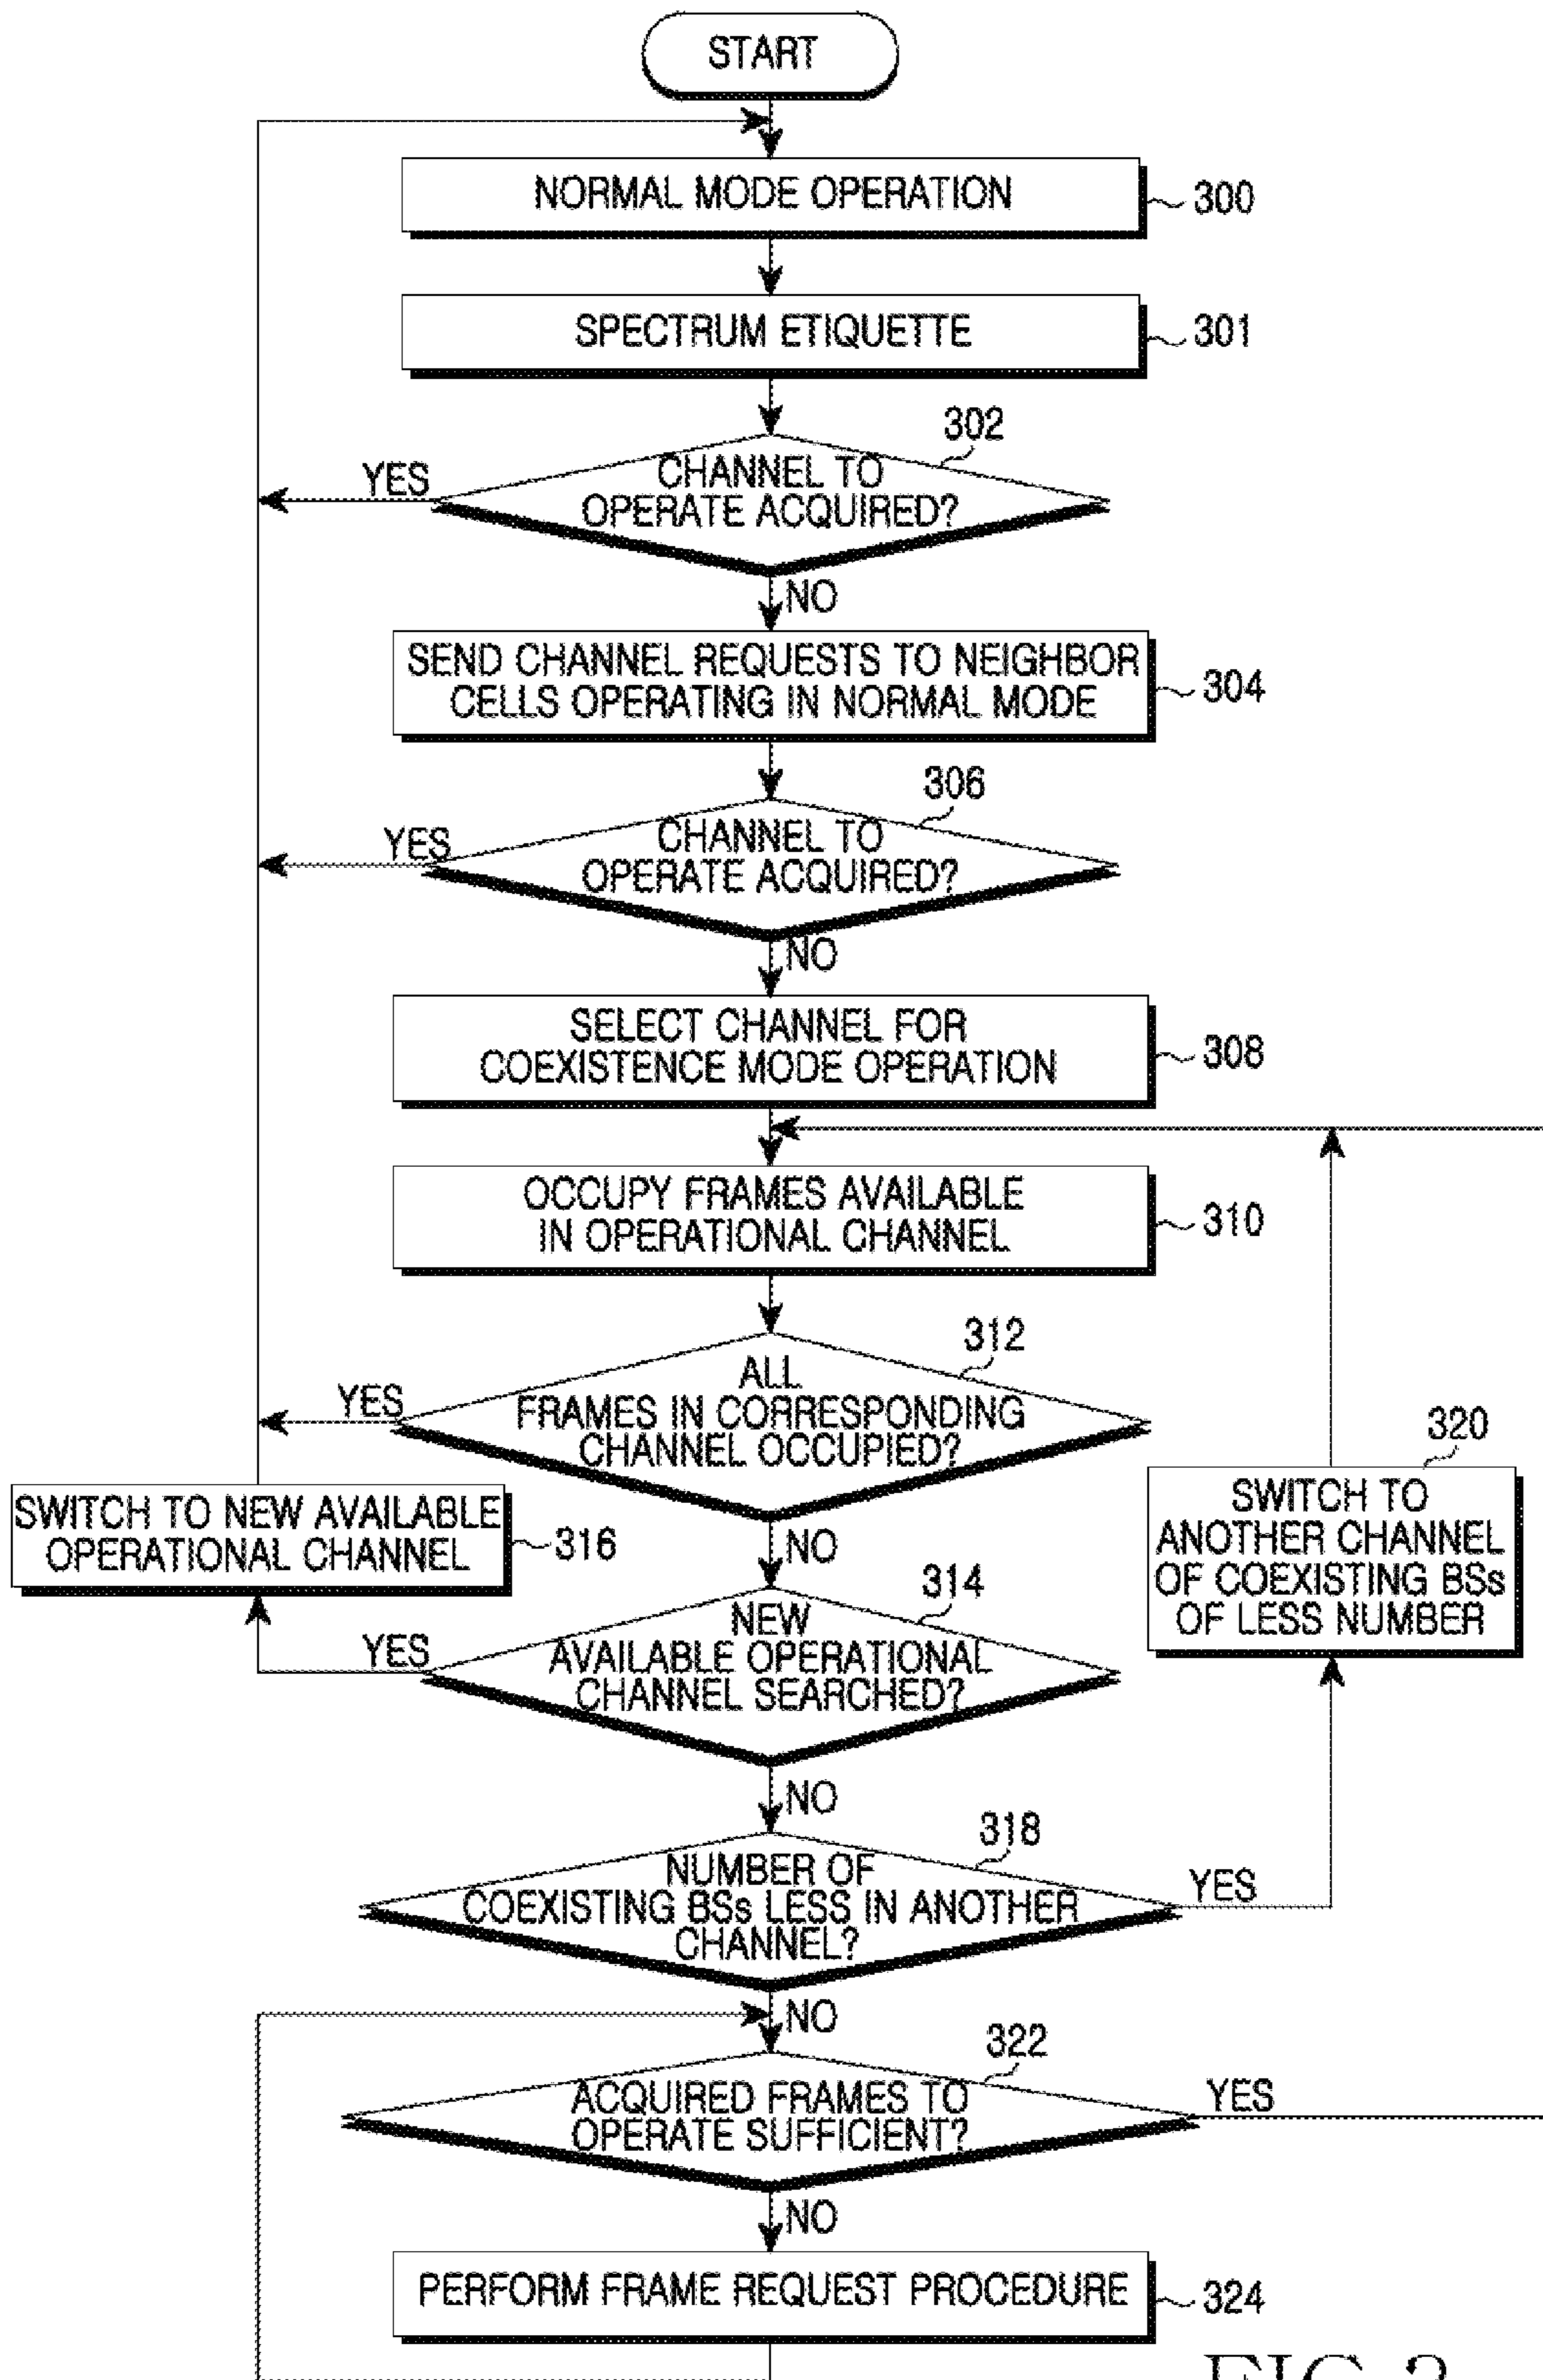 START
NORMAL MODE OPERATION
300
SPECTRUM ETIQUETTE
301
302
CHANNEL TO
OPERATE ACQUIRED?
YES
NO
SEND CHANNEL REQUESTS TO NEIGHBOR
CELLS OPERATING IN NORMAL MODE
304
306
CHANNEL TO
OPERATE ACQUIRED?
YES
NO
SELECT CHANNEL FOR
COEXISTENCE MODE OPERATION
308
OCCUPY FRAMES AVAILABLE
IN OPERATIONAL CHANNEL
310
312
ALL
FRAMES IN CORRESPONDING
CHANNEL OCCUPIED?
YES
NO
SWITCH TO NEW AVAILABLE
OPERATIONAL CHANNEL
316
320
SWITCH TO
ANOTHER CHANNEL
OF COEXISTING BSs
OF LESS NUMBER
314
NEW
AVAILABLE OPERATIONAL
CHANNEL SEARCHED?
YES
NO
318
NUMBER OF
COEXISTING BSs LESS IN ANOTHER
CHANNEL?
YES
NO
322
ACQUIRED FRAMES TO
OPERATE SUFFICIENT?
YES
NO
PERFORM FRAME REQUEST PROCEDURE
324
FIG.3